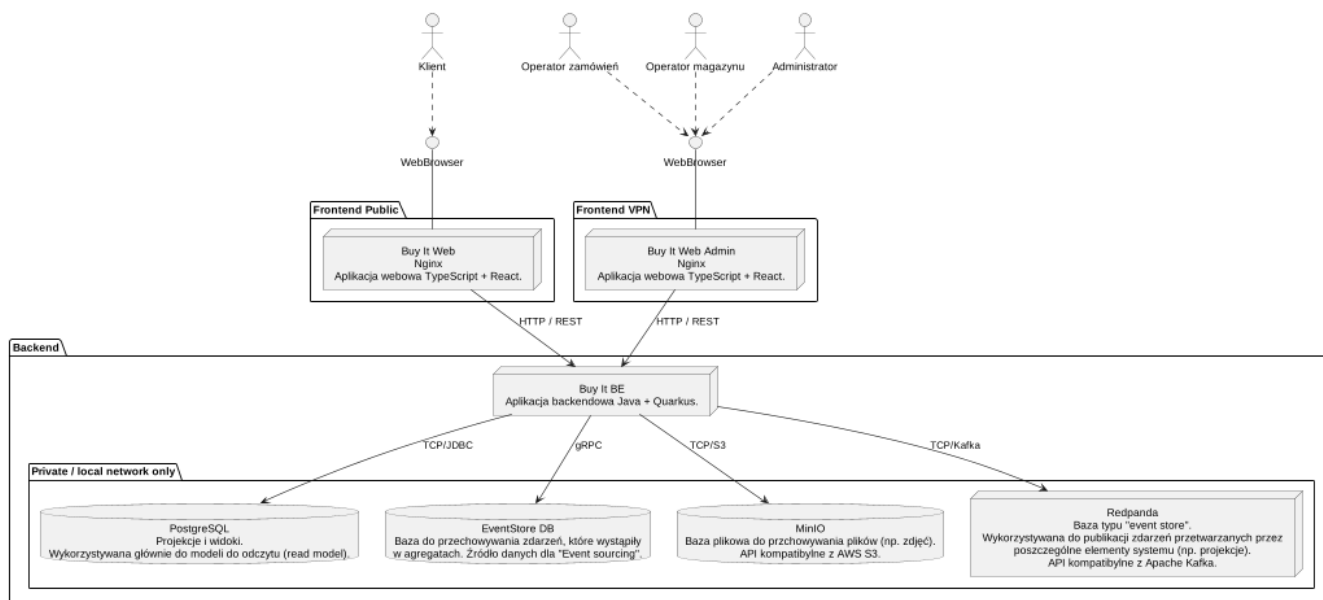 Klient
Operator zamówień
Operator magazynu
Administrator
WebBrowser
WebBrowser
Frontend Public
Frontend VPN
Buy It Web
Nginx
Aplikacja webowa TypeScript + React.
Buy It Web Admin
Nginx
Aplikacja webowa TypeScript + React.
HTTP / REST
HTTP / REST
Backend
Buy It BE
Aplikacja backendowa Java + Quarkus.
TCP/JDBC
gRPC
TCP/S3
TCP/Kafka
Private / local network only
PostgreSQL
Projekcje i widoki.
Wykorzystywana głównie do modeli do odczytu (read model).
EventStore DB
Baza do przechowywania zdarzeń, które wystąpiły
w agregatach. Źródło danych dla "Event sourcing".
MinIO
Baza plikowa do przchowywania plików (np. zdjęć).
API kompatibylne z AWS S3.
Redpanda
Baza typu "event store".
Wykorzystywana do publikacji zdarzeń przetwarzanych przez
poszczególne elementy systemu (np. projekcje).
API kompatibylne z Apache Kafka.